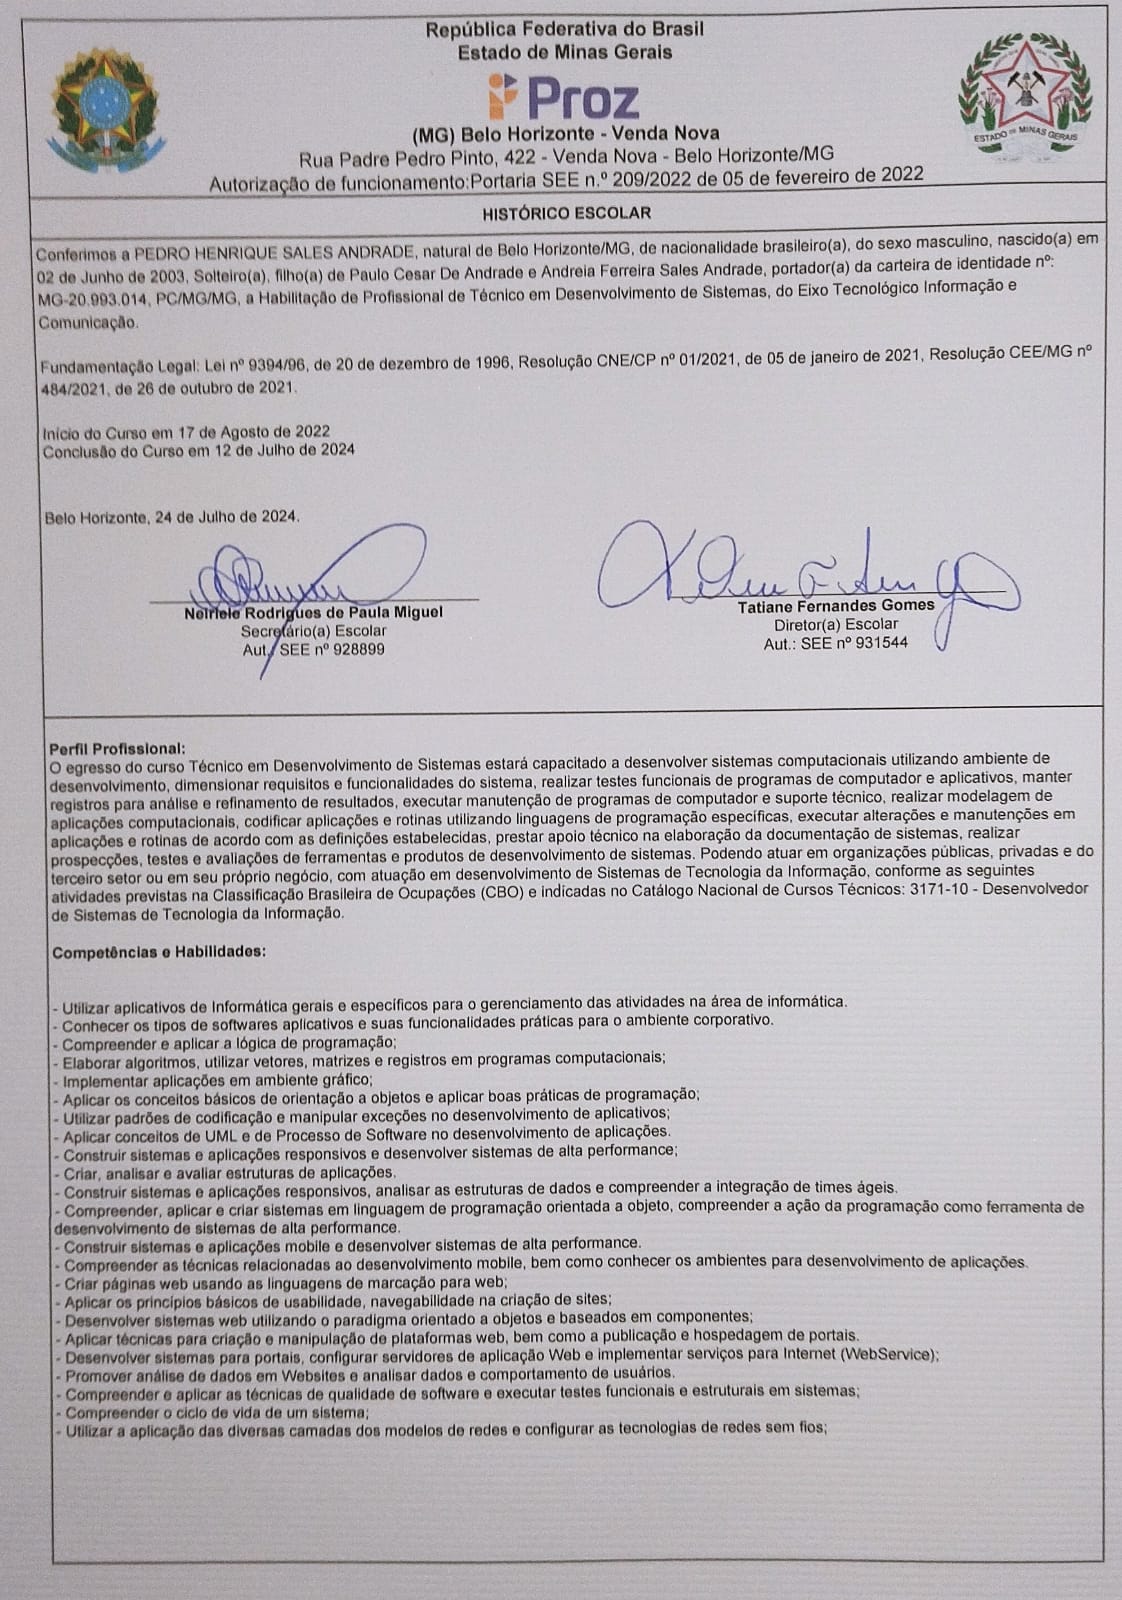 República Federativa do Brasil
Estado de Minas Gerais
Proz
(MG) Belo Horizonte - Venda Nova
Rua Padre Pedro Pinto, 422 - Venda Nova - Belo Horizonte/MG
Autorização de funcionamento:Portaria SEE n.º 209/2022 de 05 de fevereiro de 2022
ESTADO DE MINAS GERAIS
HISTÓRICO ESCOLAR
Conferimos a PEDRO HENRIQUE SALES ANDRADE, natural de Belo Horizonte/MG, de nacionalidade brasileiro(a), do sexo masculino, nascido(a) em
02 de Junho de 2003, Solteiro(a), filho(a) de Paulo Cesar De Andrade e Andreia Ferreira Sales Andrade, portador(a) da carteira de identidade nº:
MG-20.993.014, PC/MG/MG, a Habilitação de Profissional de Técnico em Desenvolvimento de Sistemas, do Eixo Tecnológico Informação e
Comunicação.
Fundamentação Legal: Lei nº 9394/96, de 20 de dezembro de 1996, Resolução CNE/CP nº 01/2021, de 05 de janeiro de 2021, Resolução CEE/MG nº
484/2021, de 26 de outubro de 2021.
Início do Curso em 17 de Agosto de 2022
Conclusão do Curso em 12 de Julho de 2024
Belo Horizonte, 24 de Julho de 2024.
Neiriele Rodrigues de Paula Miguel
Secretário(a) Escolar
Aut.: SEE nº 928899
Tatiane Fernandes Gomes
Diretor(a) Escolar
Aut.: SEE nº 931544
Perfil Profissional:
O egresso do curso Técnico em Desenvolvimento de Sistemas estará capacitado a desenvolver sistemas computacionais utilizando ambiente de
desenvolvimento, dimensionar requisitos e funcionalidades do sistema, realizar testes funcionais de programas de computador e aplicativos, manter
registros para análise e refinamento de resultados, executar manutenção de programas de computador e suporte técnico, realizar modelagem de
aplicações computacionais, codificar aplicações e rotinas utilizando linguagens de programação específicas, executar alterações e manutenções em
aplicações e rotinas de acordo com as definições estabelecidas, prestar apoio técnico na elaboração da documentação de sistemas, realizar
prospecções, testes e avaliações de ferramentas e produtos de desenvolvimento de sistemas. Podendo atuar em organizações públicas, privadas e do
terceiro setor ou em seu próprio negócio, com atuação em desenvolvimento de Sistemas de Tecnologia da Informação, conforme as seguintes
atividades previstas na Classificação Brasileira de Ocupações (CBO) e indicadas no Catálogo Nacional de Cursos Técnicos: 3171-10 - Desenvolvedor
de Sistemas de Tecnologia da Informação.
Competências e Habilidades:
- Utilizar aplicativos de Informática gerais e específicos para o gerenciamento das atividades na área de informática.
- Conhecer os tipos de softwares aplicativos e suas funcionalidades práticas para o ambiente corporativo.
- Compreender e aplicar a lógica de programação;
- Elaborar algoritmos, utilizar vetores, matrizes e registros em programas computacionais;
- Implementar aplicações em ambiente gráfico;
- Aplicar os conceitos básicos de orientação a objetos e aplicar boas práticas de programação;
- Utilizar padrões de codificação e manipular exceções no desenvolvimento de aplicativos;
- Aplicar conceitos de UML e de Processo de Software no desenvolvimento de aplicações.
- Construir sistemas e aplicações responsivos e desenvolver sistemas de alta performance;
- Criar, analisar e avaliar estruturas de aplicações.
- Construir sistemas e aplicações responsivos, analisar as estruturas de dados e compreender a integração de times ágeis.
- Compreender, aplicar e criar sistemas em linguagem de programação orientada a objeto, compreender a ação da programação como ferramenta de
desenvolvimento de sistemas de alta performance.
- Construir sistemas e aplicações mobile e desenvolver sistemas de alta performance.
- Compreender as técnicas relacionadas ao desenvolvimento mobile, bem como conhecer os ambientes para desenvolvimento de aplicações.
- Criar páginas web usando as linguagens de marcação para web;
- Aplicar os princípios básicos de usabilidade, navegabilidade na criação de sites;
- Desenvolver sistemas web utilizando o paradigma orientado a objetos e baseados em componentes;
- Aplicar técnicas para criação e manipulação de plataformas web, bem como a publicação e hospedagem de portais.
- Desenvolver sistemas para portais, configurar servidores de aplicação Web e implementar serviços para Internet (WebService);
- Promover análise de dados em Websites e analisar dados e comportamento de usuários.
- Compreender e aplicar as técnicas de qualidade de software e executar testes funcionais e estruturais em sistemas;
- Compreender o ciclo de vida de um sistema;
- Utilizar a aplicação das diversas camadas dos modelos de redes e configurar as tecnologias de redes sem fios;